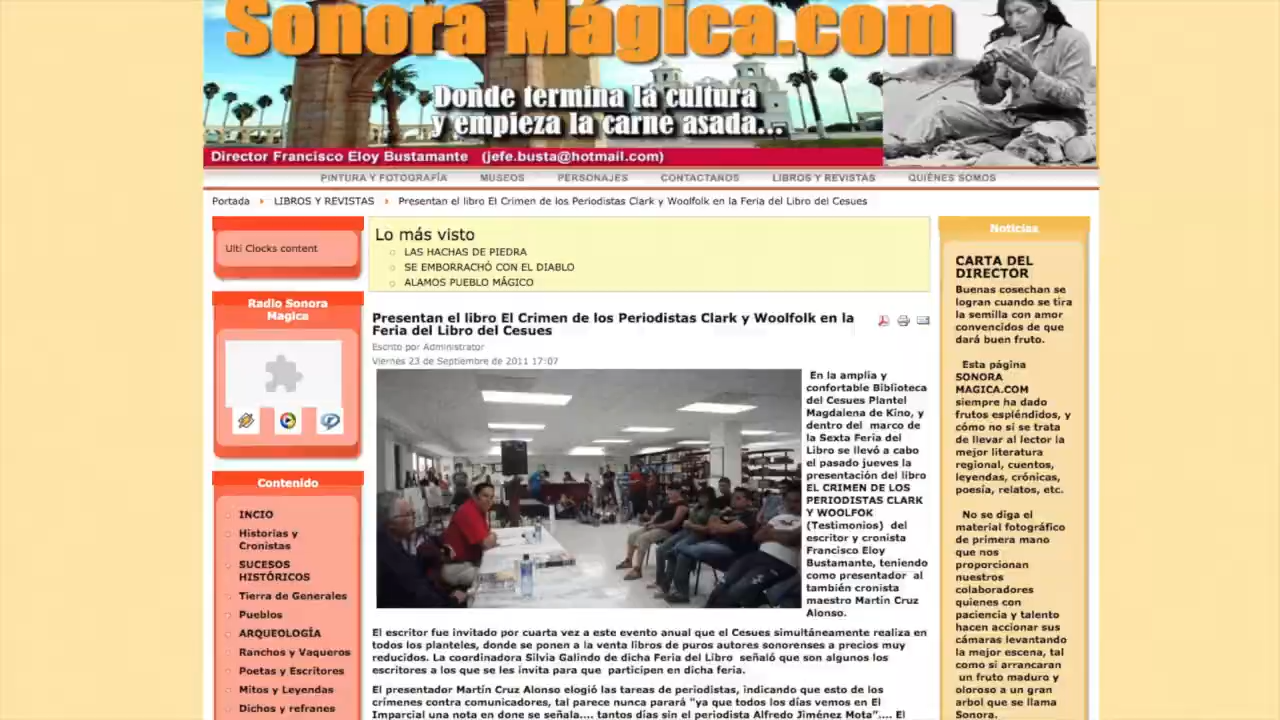 Sonora Mágica.com
Donde termina la cultura
y empieza la carne asada...
Director Francisco Eloy Bustamante (jefe.busta@hotmail.com)
PINTURA Y FOTOGRAFÍA MUSEOS PERSONAJES CONTACTANOS LIBROS Y REVISTAS QUIÉNES SOMOS
Portada LIBROS Y REVISTAS Presentan el libro El Crimen de los Periodistas Clark y Woolfolk en la Feria del Libro del Cesues
Ulti Clocks content
Radio Sonora
Magica
Contenido
INCIO
Historias y
Cronistas
SUCESOS
HISTÓRICOS
Tierra de Generales
Pueblos
ARQUEOLOGÍA
Ranchos y Vaqueros
Poetas y Escritores
Mitos y Leyendas
Dichos y refranes
Lo más visto
LAS HACHAS DE PIEDRA
SE EMBORRACHÓ CON EL DIABLO
ALAMOS PUEBLO MÁGICO
Presentan el libro El Crimen de los Periodistas Clark y Woolfolk en la
Feria del Libro del Cesues
Escrito por Administrator
Viernes 23 de Septiembre de 2011 17:07
En la amplia y
confortable Biblioteca
del Cesues Plantel
Magdalena de Kino, y
dentro del marco de
la Sexta Feria del
Libro se llevó a cabo
el pasado jueves la
presentación del libro
EL CRIMEN DE LOS
PERIODISTAS CLARK
Y WOOLFOK
(Testimonios) del
escritor y cronista
Francisco Eloy
Bustamante, teniendo
como presentador al
también cronista
maestro Martín Cruz
Alonso.
El escritor fue invitado por cuarta vez a este evento anual que el Cesues simultáneamente realiza en
todos los planteles, donde se ponen a la venta libros de puros autores sonorenses a precios muy
reducidos. La coordinadora Silvia Galindo de dicha Feria del Libro señaló que son algunos los
escritores a los que se les invita para que participen en dicha feria.
El presentador Martín Cruz Alonso elogió las tareas de periodistas, indicando que esto de los
crímenes contra comunicadores, tal parece nunca parará "ya que todos los días vemos en El
Imparcial una nota en done se señala.... tantos días sin el periodista Alfredo Jiménez Mota".... El
Noticias
CARTA DEL
DIRECTOR
Buenas cosechan se
logran cuando se tira
la semilla con amor
convencidos de que
dará buen fruto.
Esta página
SONORA
MAGICA.COM
siempre ha dado
frutos espléndidos, y
cómo no si se trata
de llevar al lector la
mejor literatura
regional, cuentos,
leyendas, crónicas,
poesía, relatos, etc.
No se diga el
material fotográfico
de primera mano
que nos
proporcionan
nuestros
colaboradores
quienes con
paciencia y talento
hacen accionar sus
cámaras levantando
la mejor escena, tal
como si arrancaran
un fruto maduro y
oloroso a un gran
arbol que se llama
Sonora.